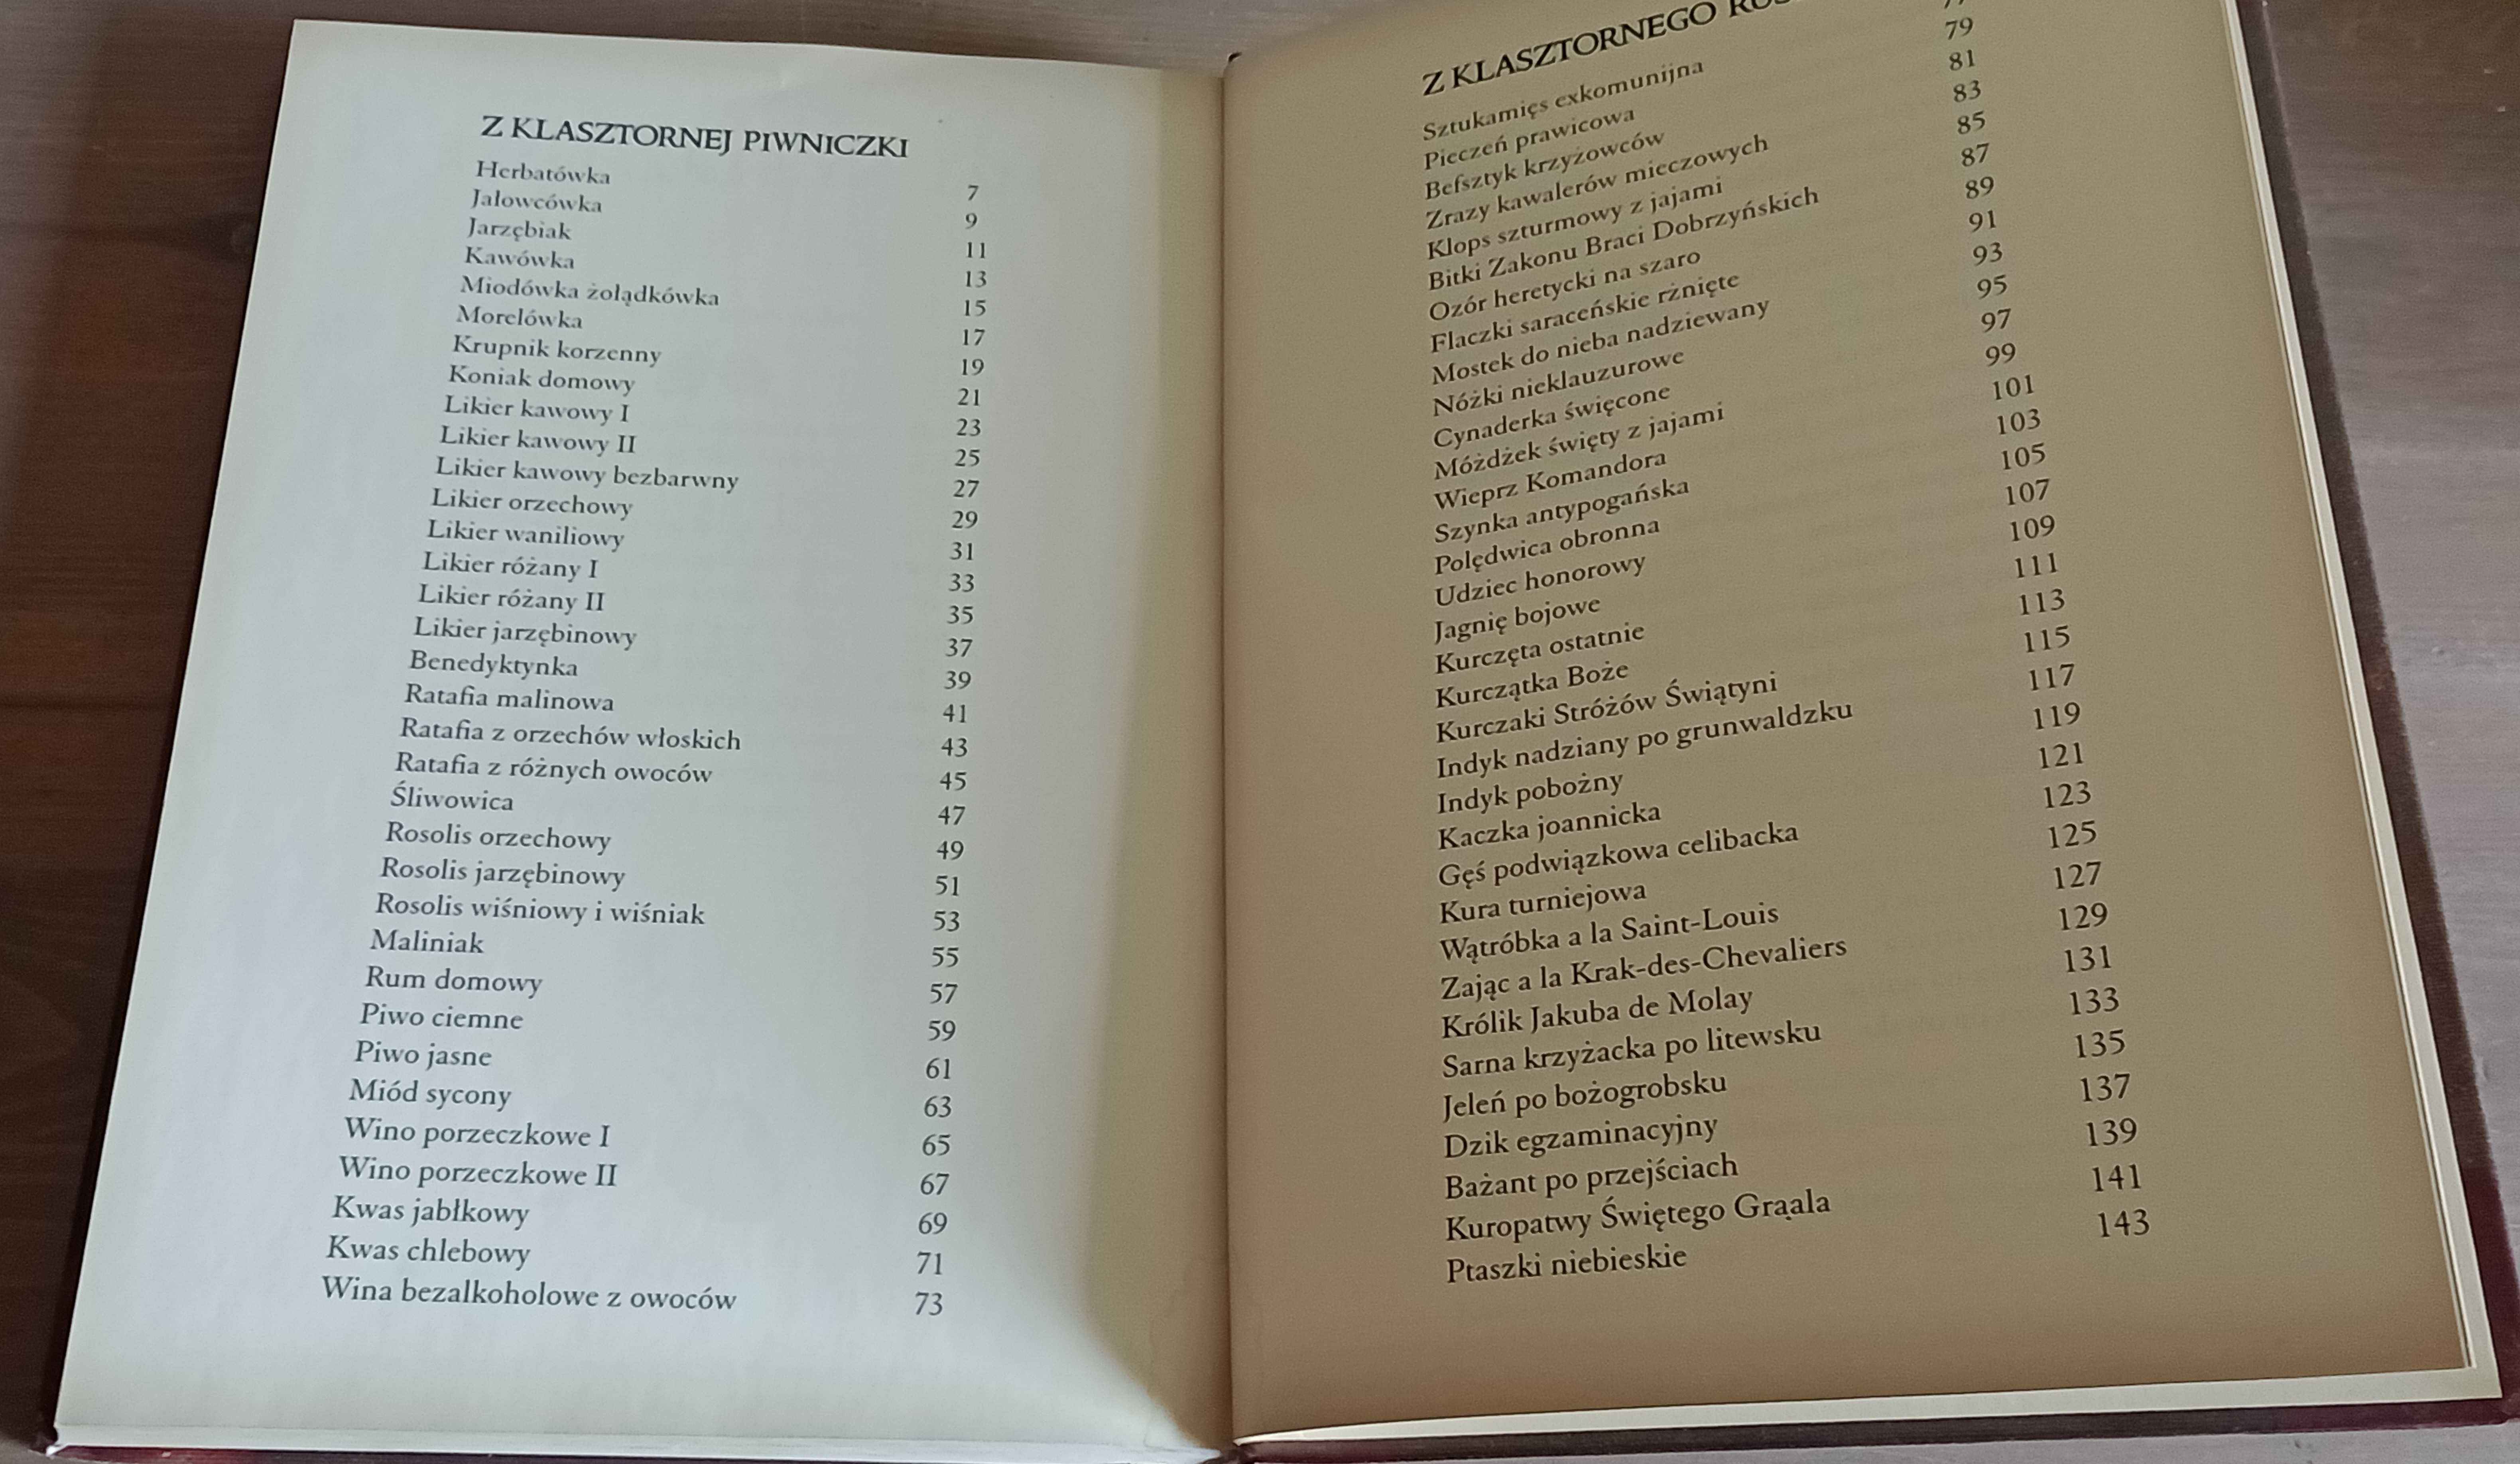 Z KLASZTORNEJ PIWNICZKI
Herbatówka 7
Jałowcówka 9
Jarzębiak 11
Kawówka 13
Miodówka żołądkówka 15
Morelówka 17
Krupnik korzenny 19
Koniak domowy 21
Likier kawowy I 23
Likier kawowy II 25
Likier kawowy bezbarwny 27
Likier orzechowy 29
Likier waniliowy 31
Likier różany I 33
Likier różany II 35
Likier jarzębinowy 37
Benedyktynka 39
Ratafia malinowa 41
Ratafia z orzechów włoskich 43
Ratafia z różnych owoców 45
Śliwowica 47
Rosolis orzechowy 49
Rosolis jarzębinowy 51
Rosolis wiśniowy i wiśniak 53
Maliniak 55
Rum domowy 57
Piwo ciemne 59
Piwo jasne 61
Miód sycony 63
Wino porzeczkowe I 65
Wino porzeczkowe II 67
Kwas jabłkowy 69
Kwas chlebowy 71
Wina bezalkoholowe z owoców 73
Z KLASZTORNEGO
Sztukamięs exkomunijna
Pieczeń prawicowa 79
Befsztyk krzyżowców 81
Zrazy kawalerów mieczowych 83
Klops szturmowy z jajami 85
Bitki Zakonu Braci Dobrzyńskich 87
Ozór heretycki na szaro 89
Flaczki saraceńskie rżnięte 91
Mostek do nieba nadziewany 93
Nóżki nieklauzurowe 95
Cynaderka święcone 97
Móżdżek święty z jajami 99
Wieprz Komandora 101
Szynka antypogańska 103
Polędwica obronna 105
Udziec honorowy 107
Jagnię bojowe 109
Kurczęta ostatnie 111
Kurczątka Boże 113
Kurczaki Stróżów Świątyni 115
Indyk nadziany po grunwaldzku 117
Indyk pobożny 119
Kaczka joannicka 121
Gęś podwiązkowa celibacka 123
Kura turniejowa 125
Wątróbka a la Saint-Louis 127
Zając a la Krak-des-Chevaliers 129
Królik Jakuba de Molay 131
Sarna krzyżacka po litewsku 133
Jeleń po bożogrobsku 135
Dzik egzaminacyjny 137
Bażant po przejściach 139
Kuropatwy Świętego Grąala 141
Ptaszki niebieskie 143